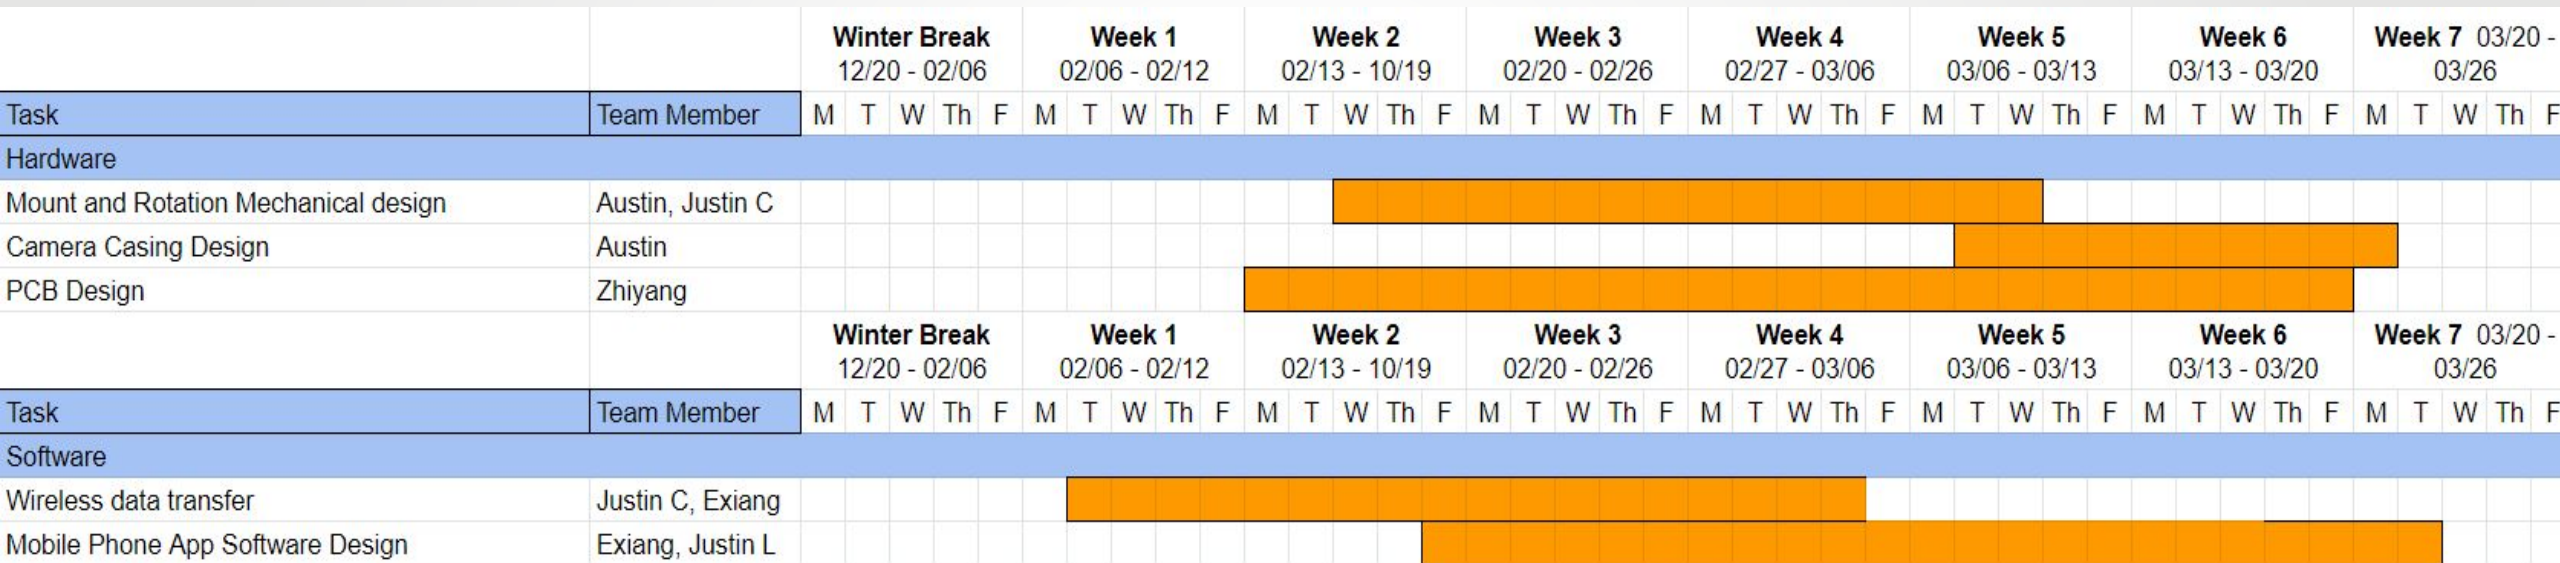 Winter Break Week 1 Week 2 Week 3 Week 4 Week 5 Week 6 Week 7 03/20 -
12/20 - 02/06 02/06 - 02/12 02/13 - 10/19 02/20 - 02/26 02/27 - 03/06 03/06 - 03/13 03/13 - 03/20 03/26
Task Team Member M T W Th F M T W Th F M T W Th F M T W Th F M T W Th F M T W Th F M T W Th F M T W Th F
Hardware
Mount and Rotation Mechanical design Austin, Justin C
Camera Casing Design Austin
PCB Design Zhiyang
Winter Break Week 1 Week 2 Week 3 Week 4 Week 5 Week 6 Week 7 03/20 -
12/20 - 02/06 02/06 - 02/12 02/13 - 10/19 02/20 - 02/26 02/27 - 03/06 03/06 - 03/13 03/13 - 03/20 03/26
Task Team Member M T W Th F M T W Th F M T W Th F M T W Th F M T W Th F M T W Th F M T W Th F M T W Th F
Software
Wireless data transfer Justin C, Exiang
Mobile Phone App Software Design Exiang, Justin L